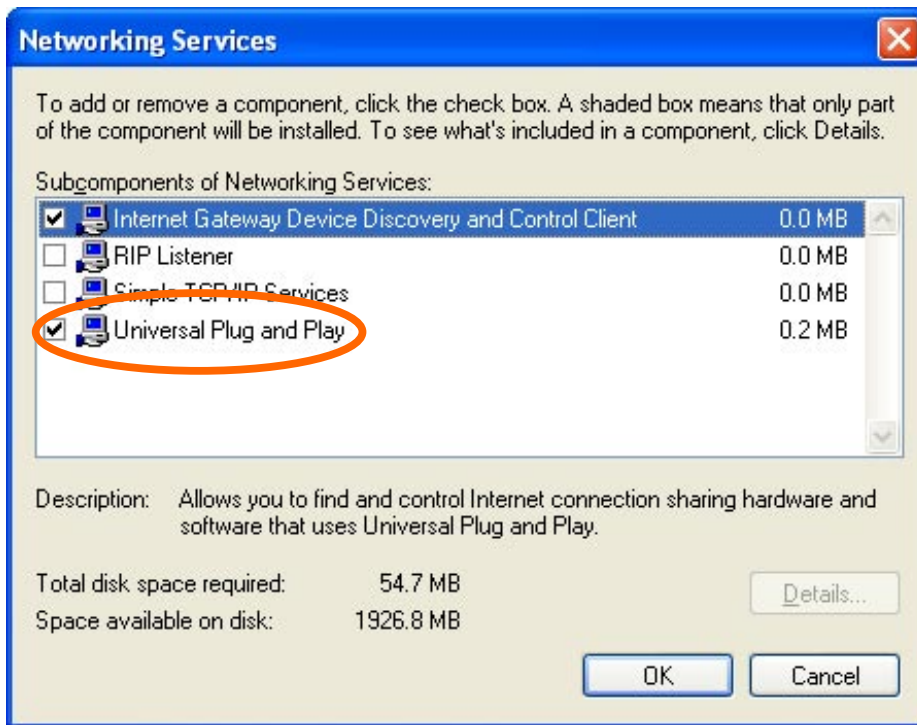 Networking Services
To add or remove a component, click the check box. A shaded box means that only part
of the component will be installed. To see what's included in a component, click Details.
Subcomponents of Networking Services:
Internet Gateway Device Discovery and Control Client 0.0 MB
RIP Listener 0.0 MB
Simple TCP/IP Services 0.0 MB
Universal Plug and Play 0.2 MB
Description: Allows you to find and control Internet connection sharing hardware and
software that uses Universal Plug and Play.
Total disk space required: 54.7 MB
Details...
Space available on disk: 1926.8 MB
OK Cancel